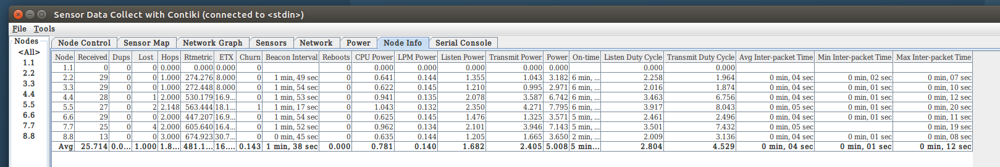 Sensor Data Collect with Contiki (connected to <stdin>)
File Tools
Nodes
<All>
1.1
2.2
3.3
4.4
5.5
6.6
7.7
8.8
Node Control Sensor Map Network Graph Sensors Network Power Node Info Serial Console
Node Received Dups Lost Hops Rtmetric ETX Churn Beacon Interval Reboots CPU Power LPM Power Listen Power Transmit Power Power On-time Listen Duty Cycle Transmit Duty Cycle Avg Inter-packet Time Min Inter-packet Time Max Inter-packet Time
1.1 0 0 0 0.000 0.000 0.000 0 0 0.000 0.000 0.000 0.000 0.000 0.000 0.000
2.2 29 0 0 1.000 274.276 8.000 0 1 min, 49 sec 0 0.641 0.144 1.355 1.043 3.182 6 min, ... 2.258 1.964 0 min, 04 sec 0 min, 02 sec 0 min, 07 sec
3.3 29 0 0 1.000 272.448 8.000 0 1 min, 54 sec 0 0.622 0.145 1.210 0.995 2.971 6 min, ... 2.016 1.874 0 min, 04 sec 0 min, 01 sec 0 min, 10 sec
4.4 28 0 1 2.000 530.179 16.9... 0 1 min, 53 sec 0 0.941 0.135 2.078 3.587 6.742 6 min, ... 3.463 6.756 0 min, 04 sec 0 min, 01 sec 0 min, 12 sec
5.5 27 0 2 2.148 563.444 18.1... 1 1 min, 17 sec 0 1.043 0.132 2.350 4.271 7.795 6 min, ... 3.917 8.043 0 min, 05 sec 0 min, 01 sec 0 min, 20 sec
6.6 29 0 0 2.000 447.207 16.9... 0 1 min, 54 sec 0 0.625 0.145 1.476 1.325 3.571 5 min, ... 2.461 2.496 0 min, 04 sec 0 min, 01 sec 0 min, 11 sec
7.7 25 0 4 2.000 605.640 16.4... 0 1 min, 52 sec 0 0.962 0.134 2.101 3.946 7.143 5 min, ... 3.501 7.432 0 min, 05 sec 0 min, 19 sec
8.8 13 0 0 3.000 674.923 30.7... 0 0 min, 45 sec 0 0.635 0.144 1.205 1.665 3.650 2 min, ... 2.009 3.136 0 min, 04 sec 0 min, 01 sec 0 min, 08 sec
Avg 25.714 0.0... 1.000 1.8... 481.1... 16.... 0.143 1 min, 38 sec 0.000 0.781 0.140 1.682 2.405 5.008 5 min... 2.804 4.529 0 min, 04 sec 0 min, 01 sec 0 min, 12 sec